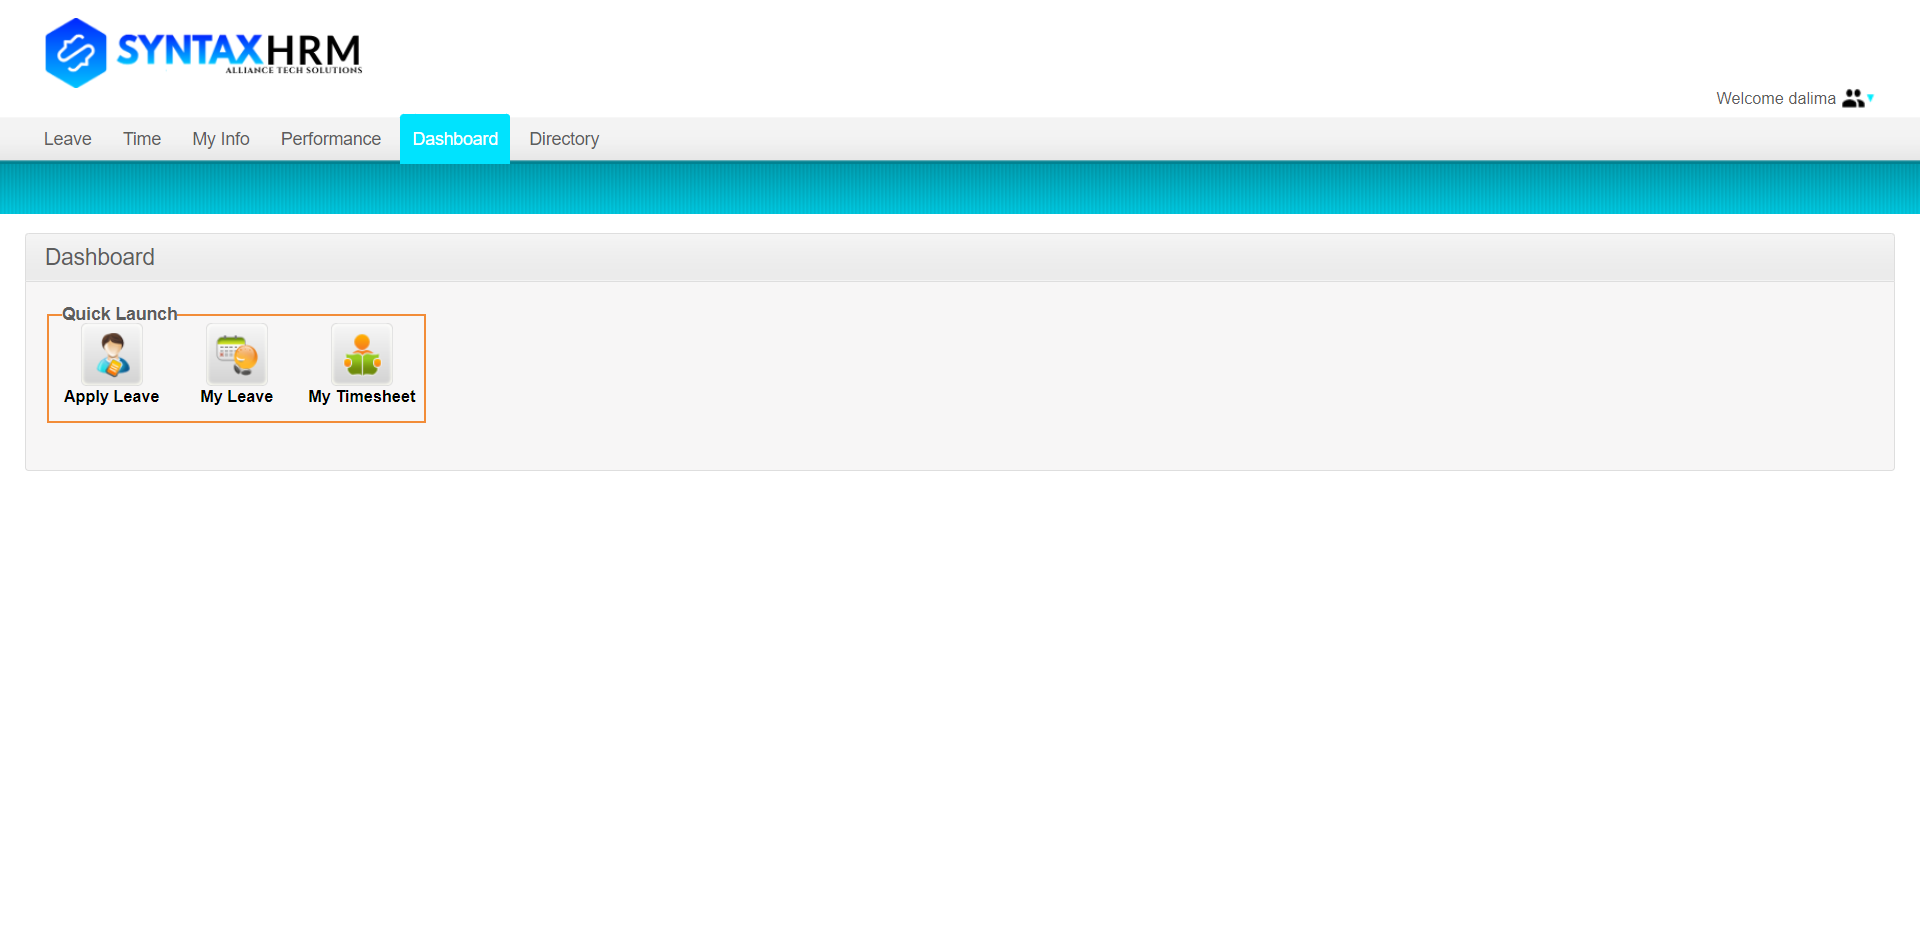 SYNTAXHRM
ALLIANCE TECH SOLUTIONS
Welcome dalima
Leave Time My Info Performance Dashboard Directory
Dashboard
Quick Launch
Apply Leave My Leave My Timesheet